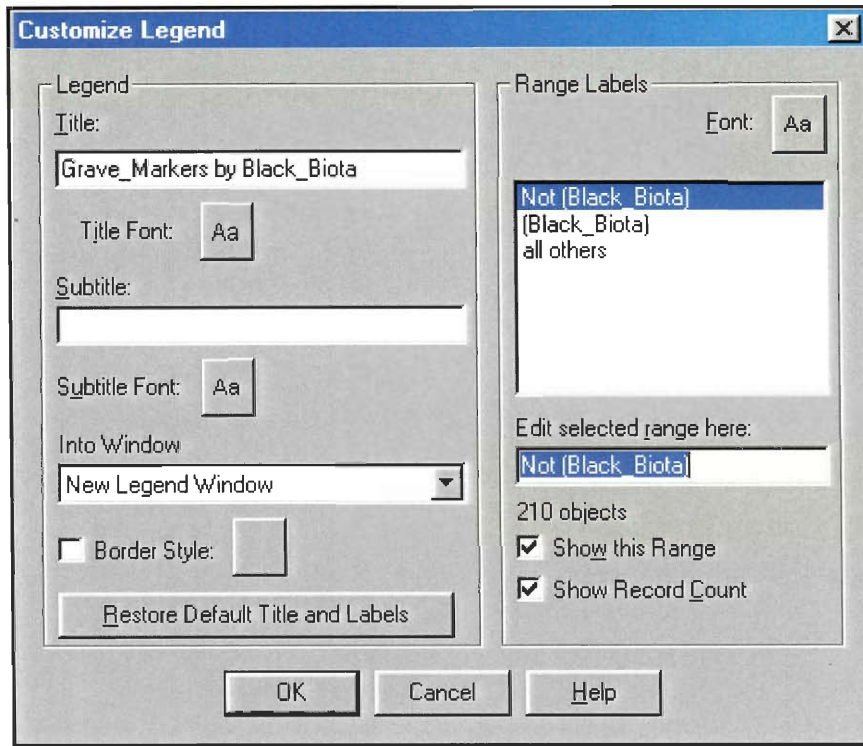 Customize Legend
Legend
Title:
Grave_Markers by Black_Biota
Title Font: Aa
Subtitle:
Subtitle Font: Aa
Into Window
New Legend Window
Border Style:
Restore Default Title and Labels
Range Labels
Font: Aa
Not (Black_Biota)
(Black_Biota)
all others
Edit selected range here:
Not (Black_Biota)
210 objects
Show this Range
Show Record Count
OK
Cancel
Help